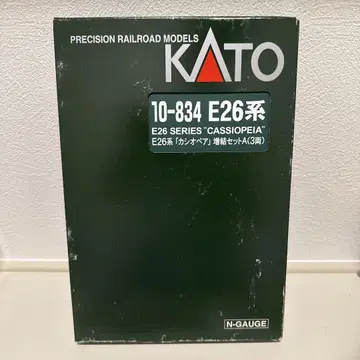 PRECISION RAILROAD MODELS
KATO
10-834 E26系
E26 SERIES "CASSIOPEIA"
E26系「カシオペア」増結セットA(3両)
N-GAUGE